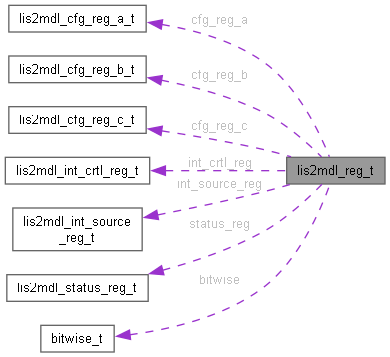 lis2mdl_cfg_reg_a_t
cfg_reg_a
lis2mdl_cfg_reg_b_t
cfg_reg_b
lis2mdl_cfg_reg_c_t
cfg_reg_c
lis2mdl_int_crtl_reg_t
int_crtl_reg
lis2mdl_reg_t
int_source_reg
lis2mdl_int_source
_reg_t
status_reg
lis2mdl_status_reg_t
bitwise
bitwise_t